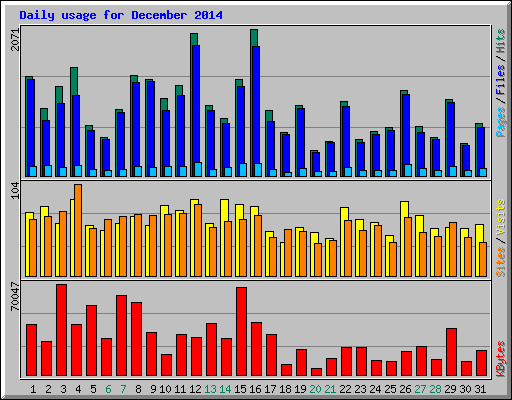 Daily usage for December 2014
2071
Pages / Files / Hits
104
Sites / Visits
70047
KBytes
1 2 3 4 5 6 7 8 9 10 11 12 13 14 15 16 17 18 19 20 21 22 23 24 25 26 27 28 29 30 31